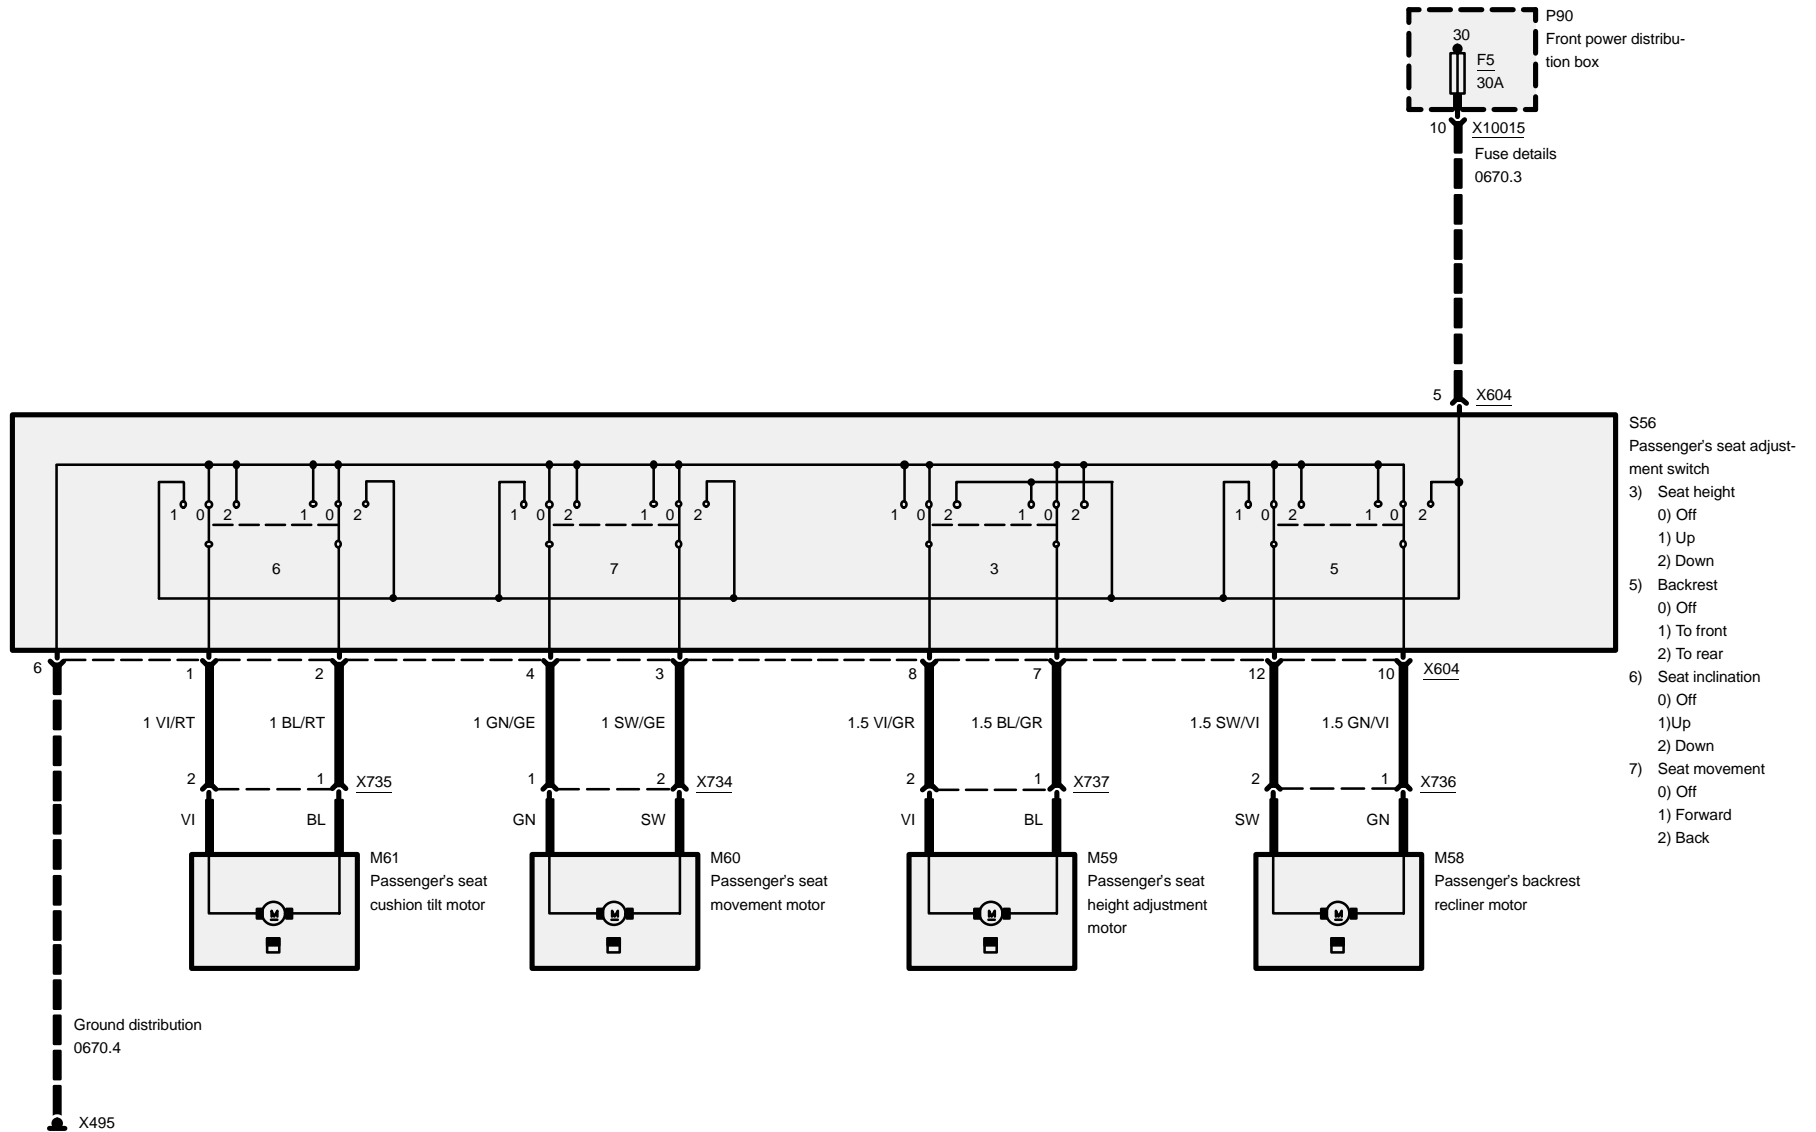 P90
Front power distribu-
tion box
30
F5
30A
10
X10015
Fuse details
0670.3
5
X604
S56
Passenger's seat adjust-
ment switch
3) Seat height
0) Off
1) Up
2) Down
5) Backrest
0) Off
1) To front
2) To rear
6) Seat inclination
0) Off
1)Up
2) Down
7) Seat movement
0) Off
1) Forward
2) Back
1 0 2 1 0 2
1 0 2 1 0 2
1 0 2 1 0 2
1 0 2 1 0 2
6 7 3 5
6 1 2 4 3 8 7 12 10 X604
1 VI/RT 1 BL/RT 1 GN/GE 1 SW/GE 1.5 VI/GR 1.5 BL/GR 1.5 SW/VI 1.5 GN/VI
2 1 X735 1 2 X734 2 1 X737 2 1 X736
VI BL GN SW VI BL SW GN
M61
Passenger's seat
cushion tilt motor
M
M60
Passenger's seat
movement motor
M
M59
Passenger's seat
height adjustment
motor
M
M58
Passenger's backrest
recliner motor
M
Ground distribution
0670.4
X495